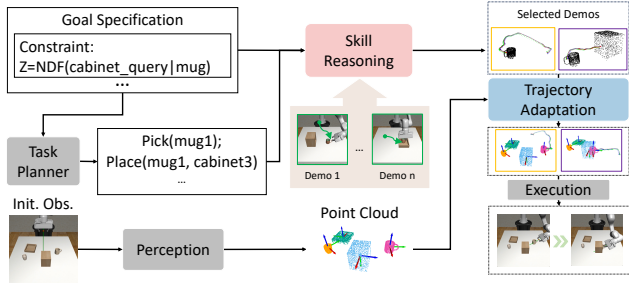 Goal Specification
Constraint:
Z=NDF(cabinet_query|mug)
...
Task
Planner
Pick(mug1);
Place(mug1, cabinet3)
...
Skill
Reasoning
...
Demo 1
Demo n
Selected Demos
Trajectory
Adaptation
Execution
Init. Obs.
Perception
Point Cloud